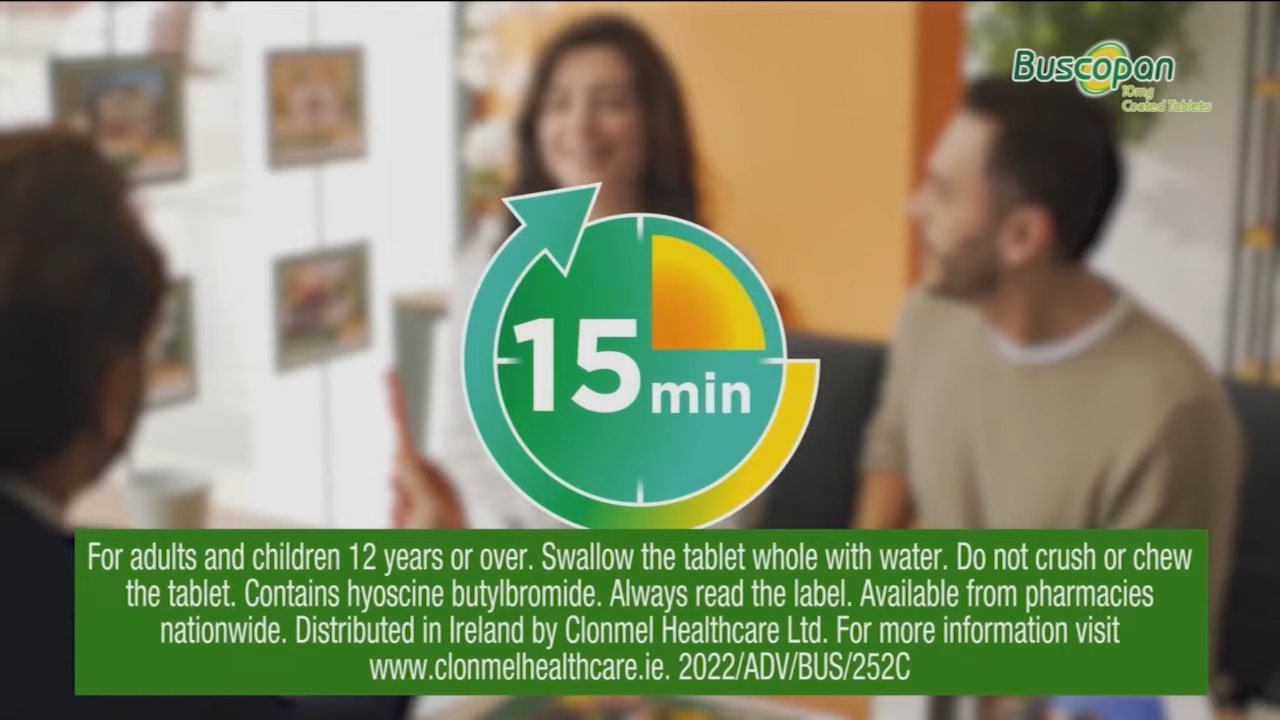 Buscopan
10mg
Coated Tablets
15 min
For adults and children 12 years or over. Swallow the tablet whole with water. Do not crush or chew
the tablet. Contains hyoscine butylbromide. Always read the label. Available from pharmacies
nationwide. Distributed in Ireland by Clonmel Healthcare Ltd. For more information visit
www.clonmelhealthcare.ie. 2022/ADV/BUS/252C